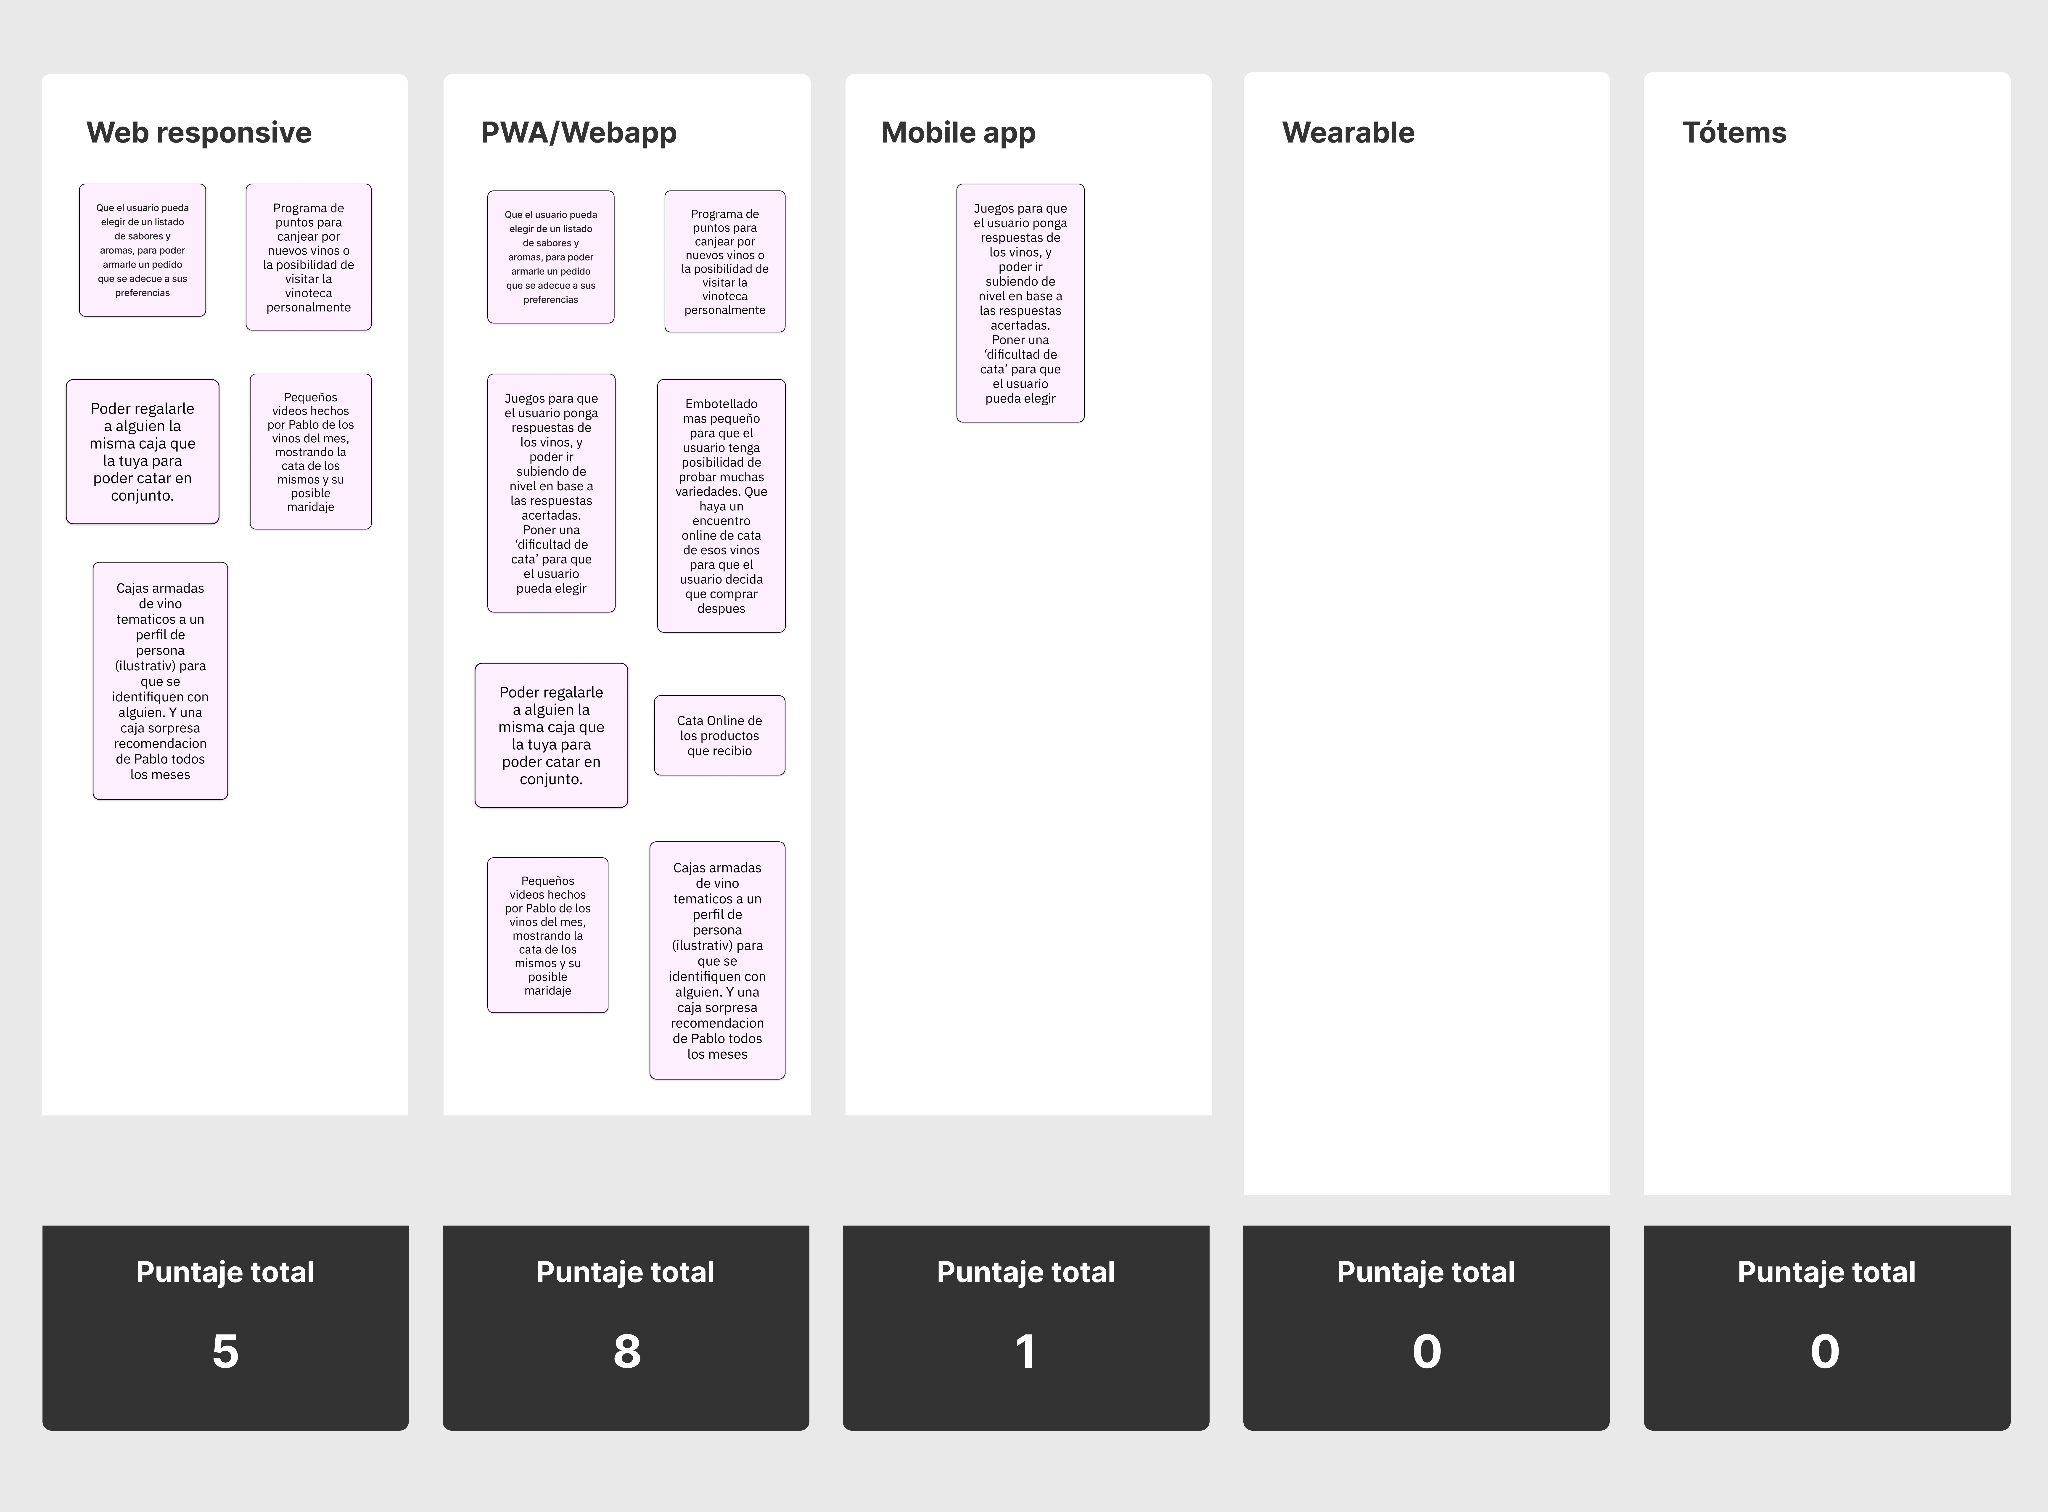 Web responsive
Que el usuario pueda
elegir de un listado
de sabores y
aromas, para poder
armarle un pedido
que se adecue a sus
preferencias
Programa de
puntos para
canjear por
nuevos vinos o
la posibilidad de
visitar la
vinoteca
personalmente
Poder regalarle
a alguien la
misma caja que
la tuya para
poder catar en
conjunto.
Pequeños
videos hechos
por Pablo de los
vinos del mes,
mostrando la
cata de los
mismos y su
posible
maridaje
Cajas armadas
de vino
tematicos a un
perfil de
persona
(ilustrativ) para
que se
identifiquen con
alguien. Y una
caja sorpresa
recomendacion
de Pablo todos
los meses
PWA/Webapp
Que el usuario pueda
elegir de un listado
de sabores y
aromas, para poder
armarle un pedido
que se adecue a sus
preferencias
Programa de
puntos para
canjear por
nuevos vinos o
la posibilidad de
visitar la
vinoteca
personalmente
Juegos para que
el usuario ponga
respuestas de
los vinos, y
poder ir
subiendo de
nivel en base a
las respuestas
acertadas.
Poner una
‘dificultad de
cata’ para que
el usuario
pueda elegir
Embotellado
mas pequeño
para que el
usuario tenga
posibilidad de
probar muchas
variedades. Que
haya un
encuentro
online de cata
de esos vinos
para que el
usuario decida
que comprar
despues
Poder regalarle
a alguien la
misma caja que
la tuya para
poder catar en
conjunto.
Cata Online de
los productos
que recibio
Pequeños
videos hechos
por Pablo de los
vinos del mes,
mostrando la
cata de los
mismos y su
posible
maridaje
Cajas armadas
de vino
tematicos a un
perfil de
persona
(ilustrativ) para
que se
identifiquen con
alguien. Y una
caja sorpresa
recomendacion
de Pablo todos
los meses
Mobile app
Juegos para que
el usuario ponga
respuestas de
los vinos, y
poder ir
subiendo de
nivel en base a
las respuestas
acertadas.
Poner una
‘dificultad de
cata’ para que
el usuario
pueda elegir
Wearable
Tótems
Puntaje total
5
Puntaje total
8
Puntaje total
1
Puntaje total
0
Puntaje total
0